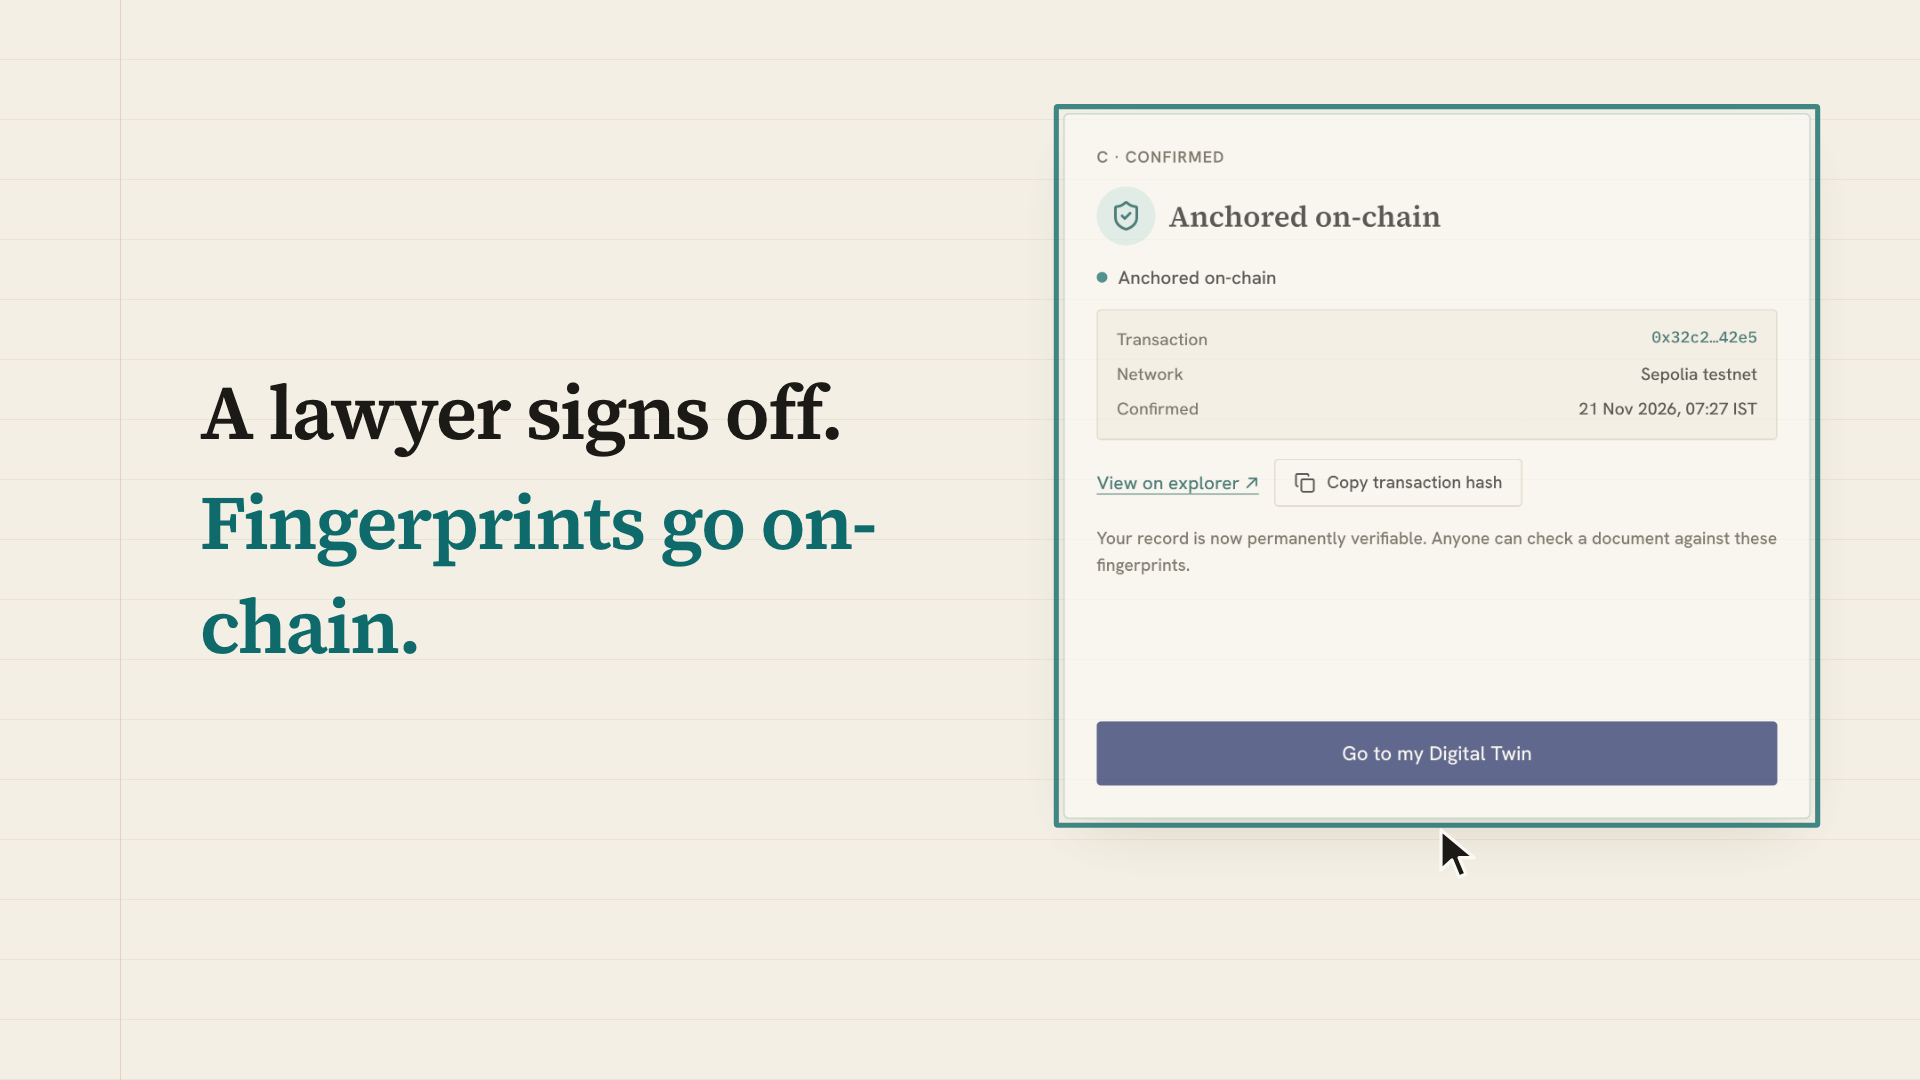 A lawyer signs off.
Fingerprints go on-
chain.
C · CONFIRMED
Anchored on-chain
Anchored on-chain
Transaction 0x32c2…42e5
Network Sepolia testnet
Confirmed 21 Nov 2026, 07:27 IST
View on explorer ↗ Copy transaction hash
Your record is now permanently verifiable. Anyone can check a document against these
fingerprints.
Go to my Digital Twin